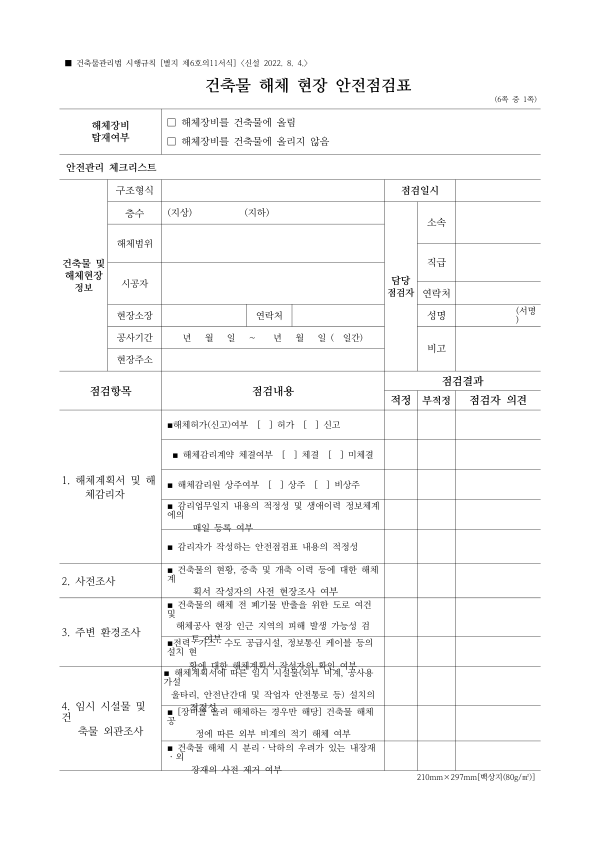 ■ 건축물관리법 시행규칙 [별지 제6호의11서식] <신설 2022. 8. 4.>
건축물 해체 현장 안전점검표
(6쪽 중 1쪽)
해체장비
탑재여부
□ 해체장비를 건축물에 올림
□ 해체장비를 건축물에 올리지 않음
안전관리 체크리스트
건축물 및
해체현장
정보
구조형식
점검일시
층수
(지상) (지하)
담당
점검자
소속
해체범위
직급
시공자
연락처
현장소장
연락처
성명
(서명
)
공사기간
년 월 일 ~ 년 월 일 ( 일간)
비고
현장주소
점검항목
점검내용
점검결과
적정
부적정
점검자 의견
1. 해체계획서 및 해
체감리자
■해체허가(신고)여부 [ ] 허가 [ ] 신고
■ 해체감리계약 체결여부 [ ] 체결 [ ] 미체결
■ 해체감리원 상주여부 [ ] 상주 [ ] 비상주
■ 감리업무일지 내용의 적정성 및 생애이력 정보체계
에의
매일 등록 여부
■ 감리자가 작성하는 안전점검표 내용의 적정성
2. 사전조사
■ 건축물의 현황, 증축 및 개축 이력 등에 대한 해체
계
획서 작성자의 사전 현장조사 여부
3. 주변 환경조사
■ 건축물의 해체 전 폐기물 반출을 위한 도로 여건
및
해체공사 현장 인근 지역의 피해 발생 가능성 검
토 여부
■전력ㆍ가스ㆍ수도 공급시설, 정보통신 케이블 등의
설치 현
황에 대한 해체계획서 작성자의 확인 여부
4. 임시 시설물 및
건
축물 외관조사
■ 해체계획서에 따른 임시 시설물(외부 비계, 공사용
가설
울타리, 안전난간대 및 작업자 안전통로 등) 설치의
적정성
■ [장비를 올려 해체하는 경우만 해당] 건축물 해체
공
정에 따른 외부 비계의 적기 해체 여부
■ 건축물 해체 시 분리ㆍ낙하의 우려가 있는 내장재
ㆍ외
장재의 사전 제거 여부
210mm×297mm[백상지(80g/㎡)]